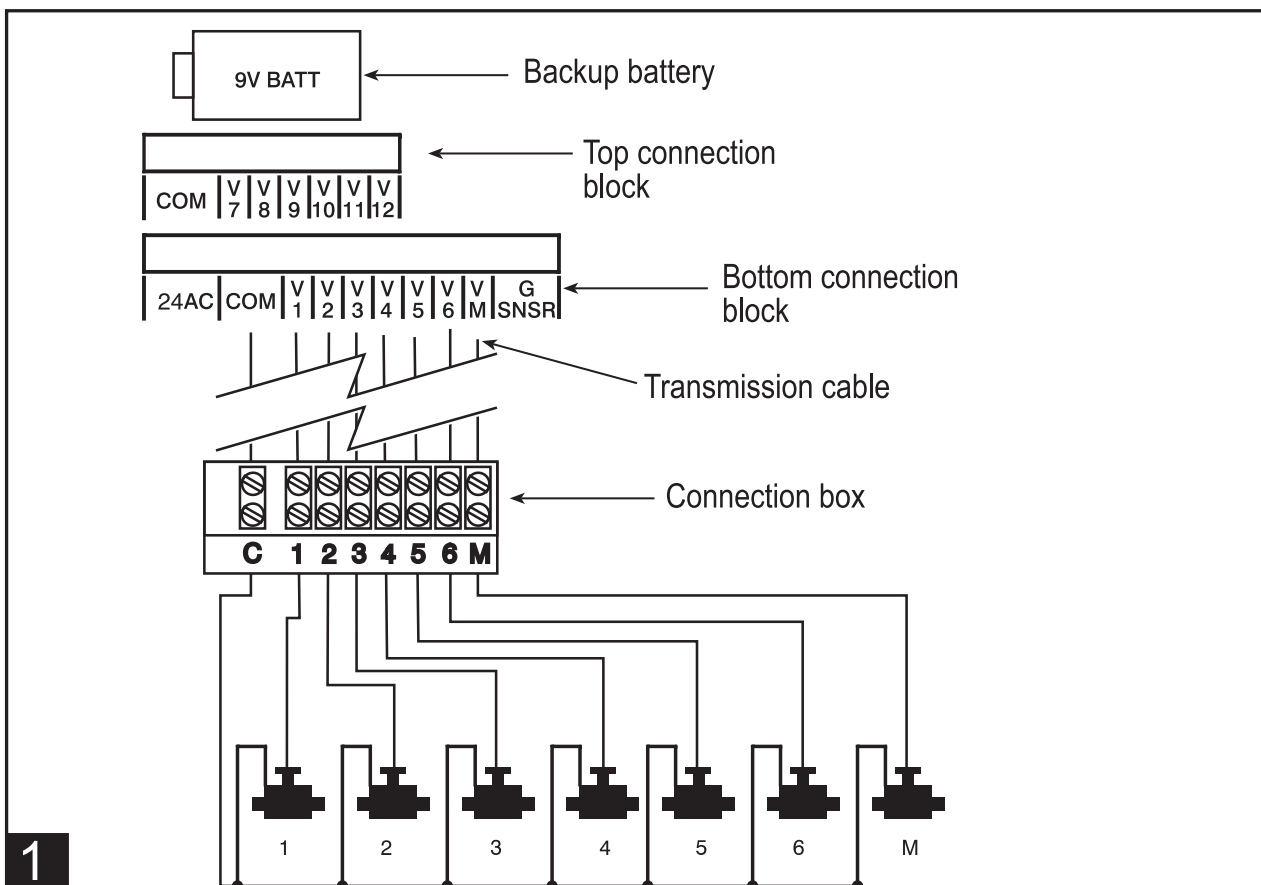 9V BATT
Backup battery
Top connection
block
COM V 7 V 8 V 9 V 10 V 11 V 12
Bottom connection
block
24AC COM V 1 V 2 V 3 V 4 V 5 V 6 V M G SNSR
Transmission cable
Connection box
C 1 2 3 4 5 6 M
1 2 3 4 5 6 M
1